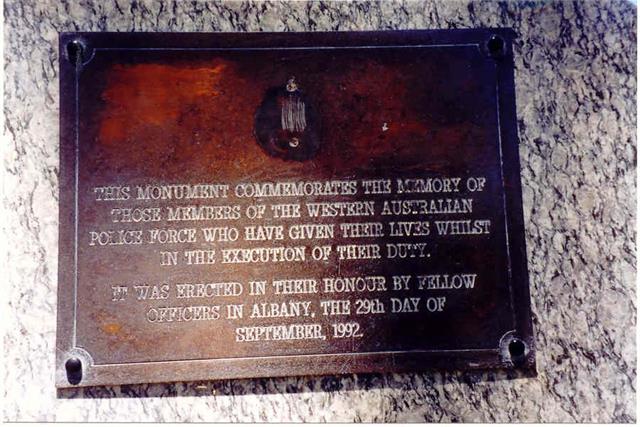 THIS MONUMENT COMMEMORATES THE MEMORY OF
THOSE MEMBERS OF THE WESTERN AUSTRALIAN
POLICE FORCE WHO HAVE GIVEN THEIR LIVES WHILST
IN THE EXECUTION OF THEIR DUTY.
IT WAS ERECTED IN THEIR HONOUR BY FELLOW
OFFICERS IN ALBANY, THE 29th DAY OF
SEPTEMBER, 1992.